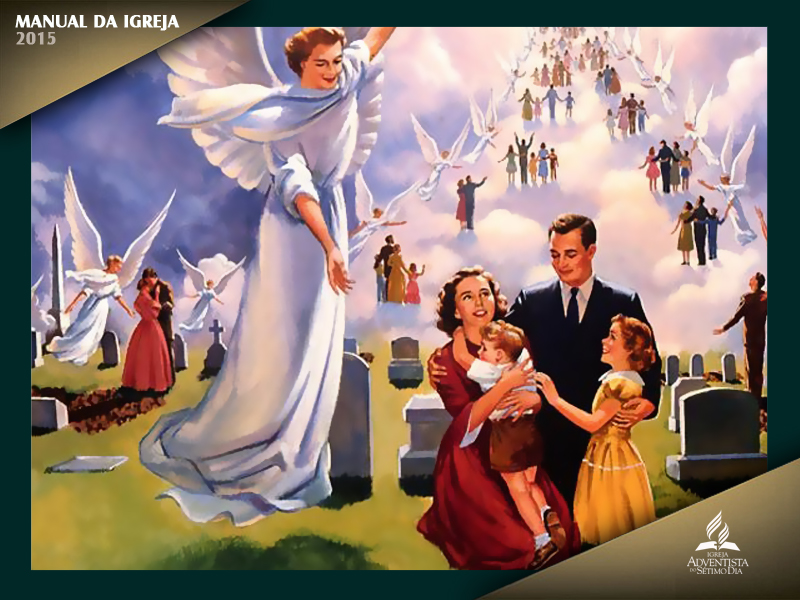 MANUAL DA IGREJA
2015
IGREJA
ADVENTISTA
DO SÉTIMO DIA